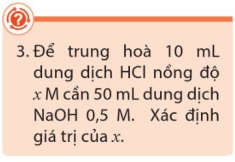 3. Để trung hoà 10 mL
dung dịch HCl nồng độ
x M cần 50 mL dung dịch
NaOH 0,5 M. Xác định
giá trị của x.